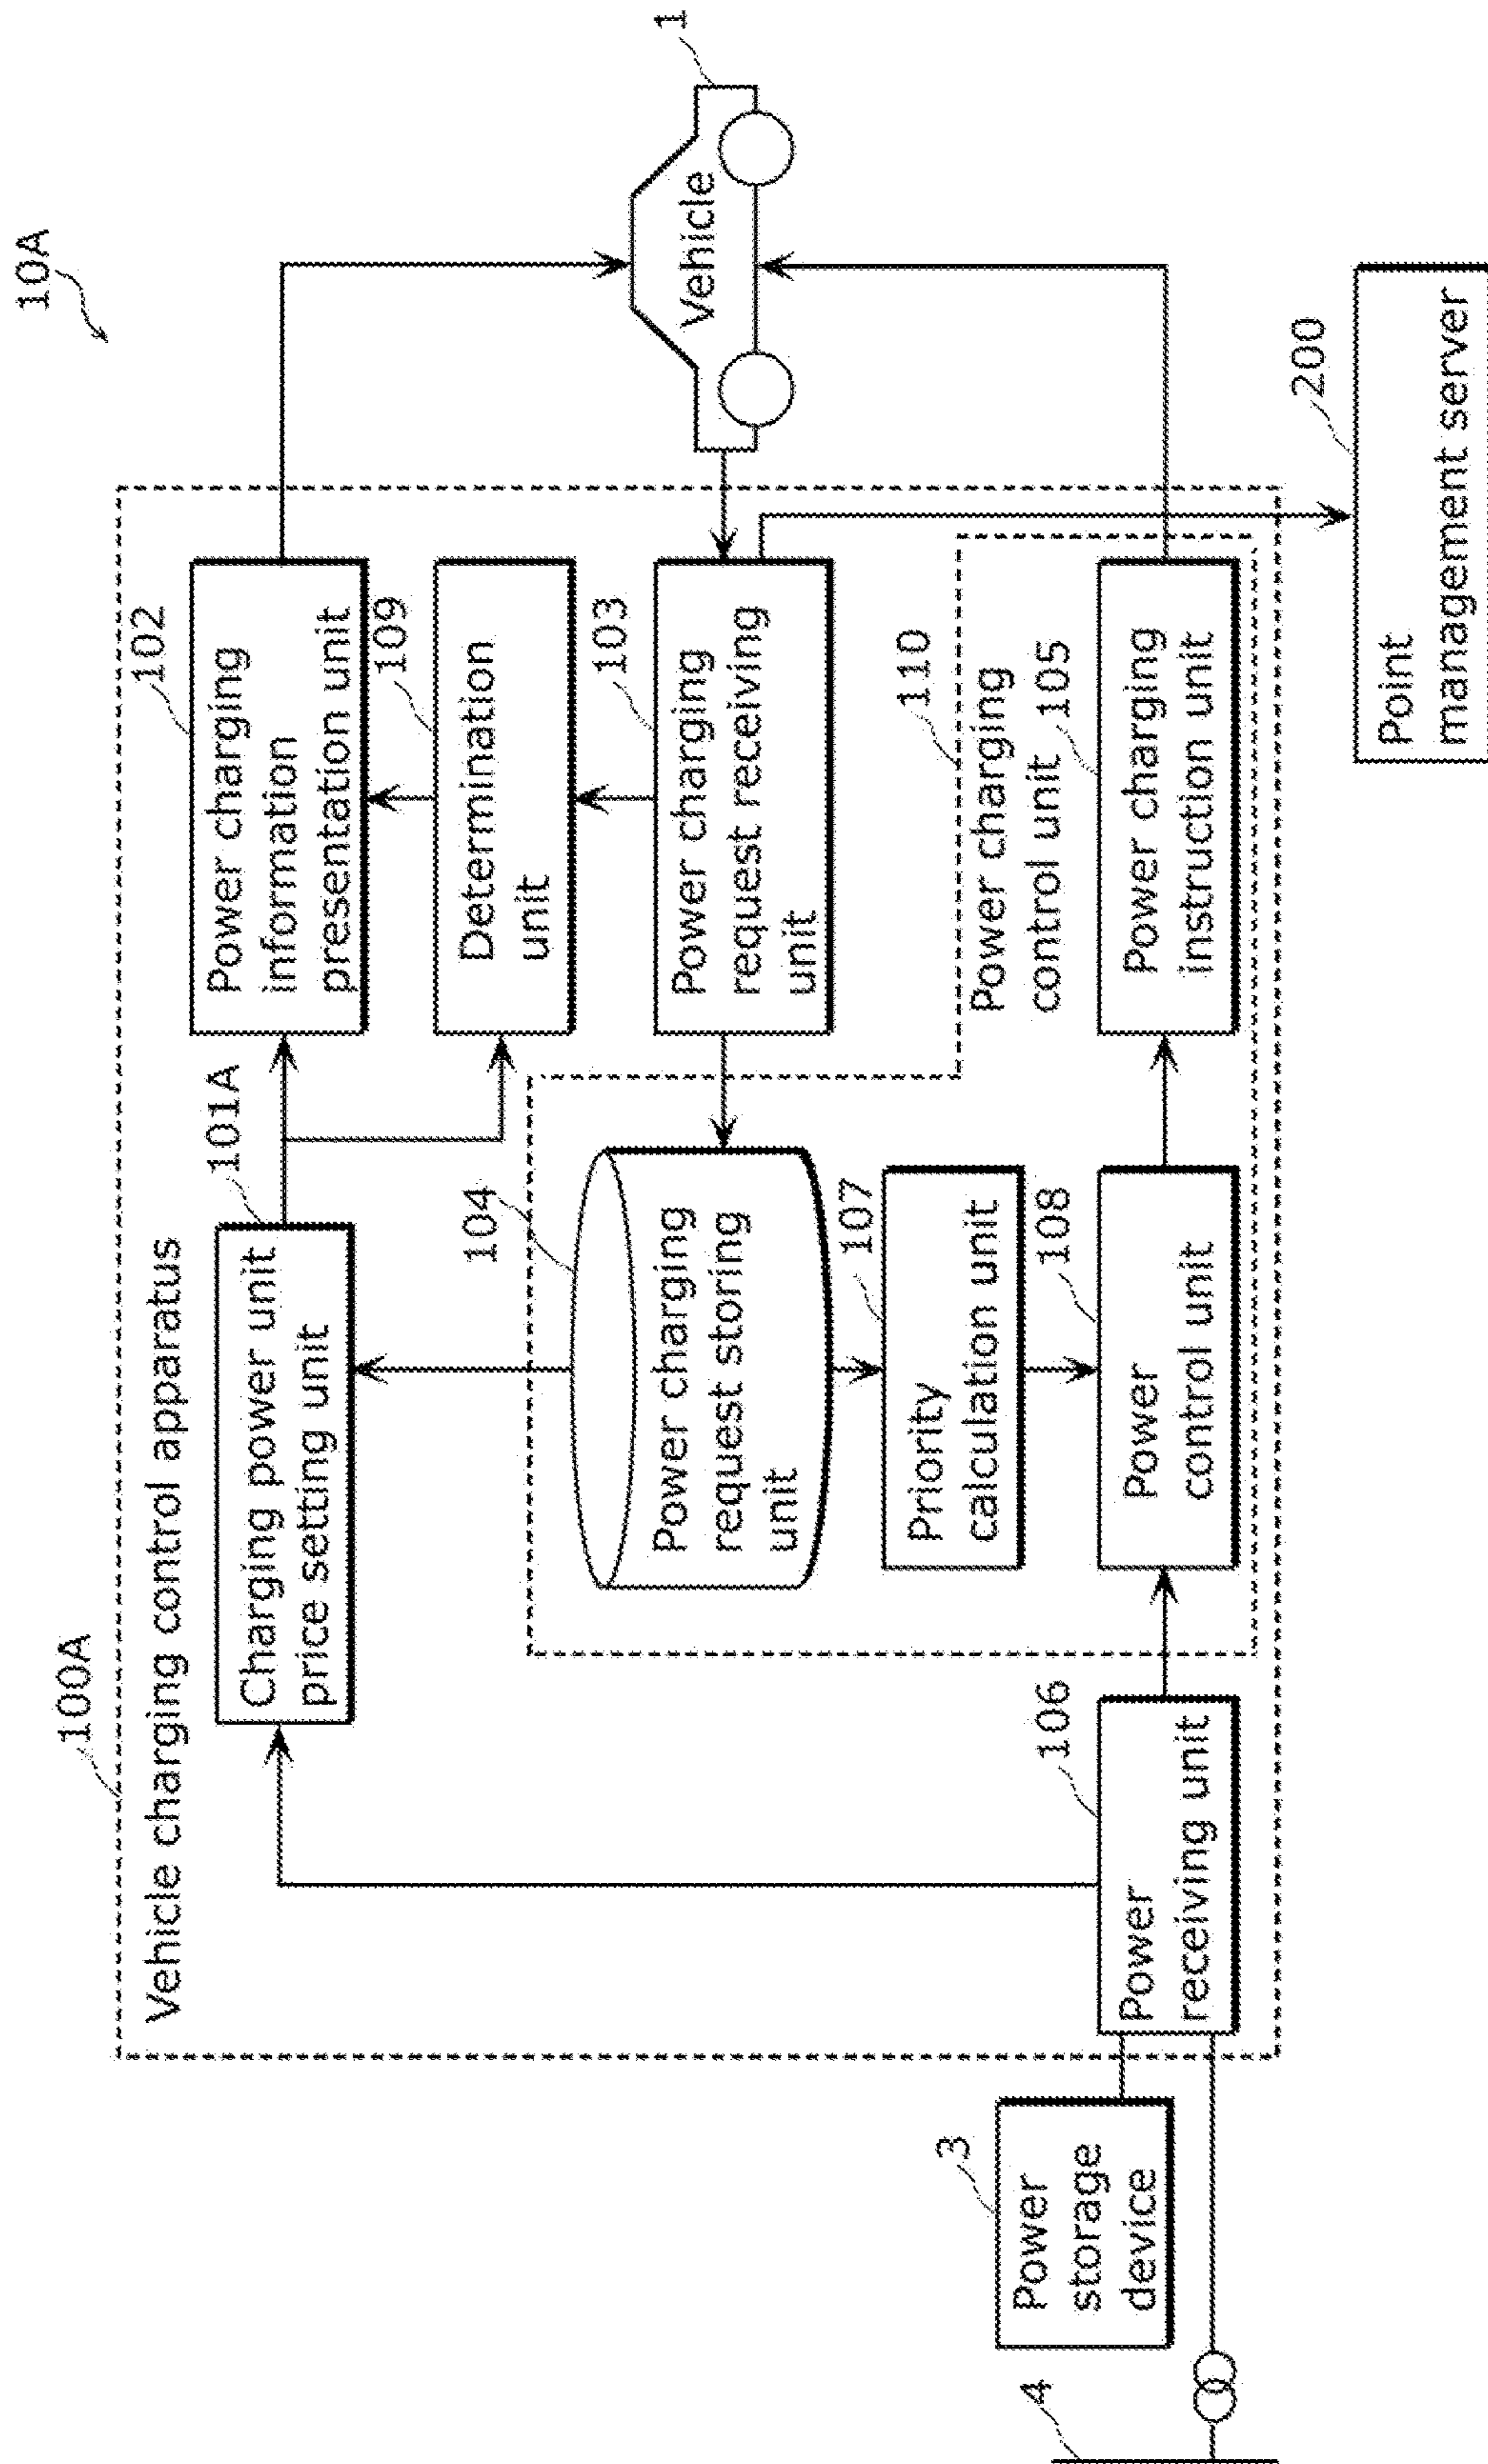 10A
100A
Vehicle charging control apparatus
101A
Charging power unit
price setting unit
102
Power charging
information
presentation unit
109
Determination
unit
103
Power charging
request receiving
unit
1
Vehicle
104
Power charging
request storing
unit
110
Power charging
control unit
107
Priority
calculation unit
108
Power
control unit
105
Power charging
instruction unit
106
Power
receiving unit
3
Power
storage
device
4
200
Point
management server